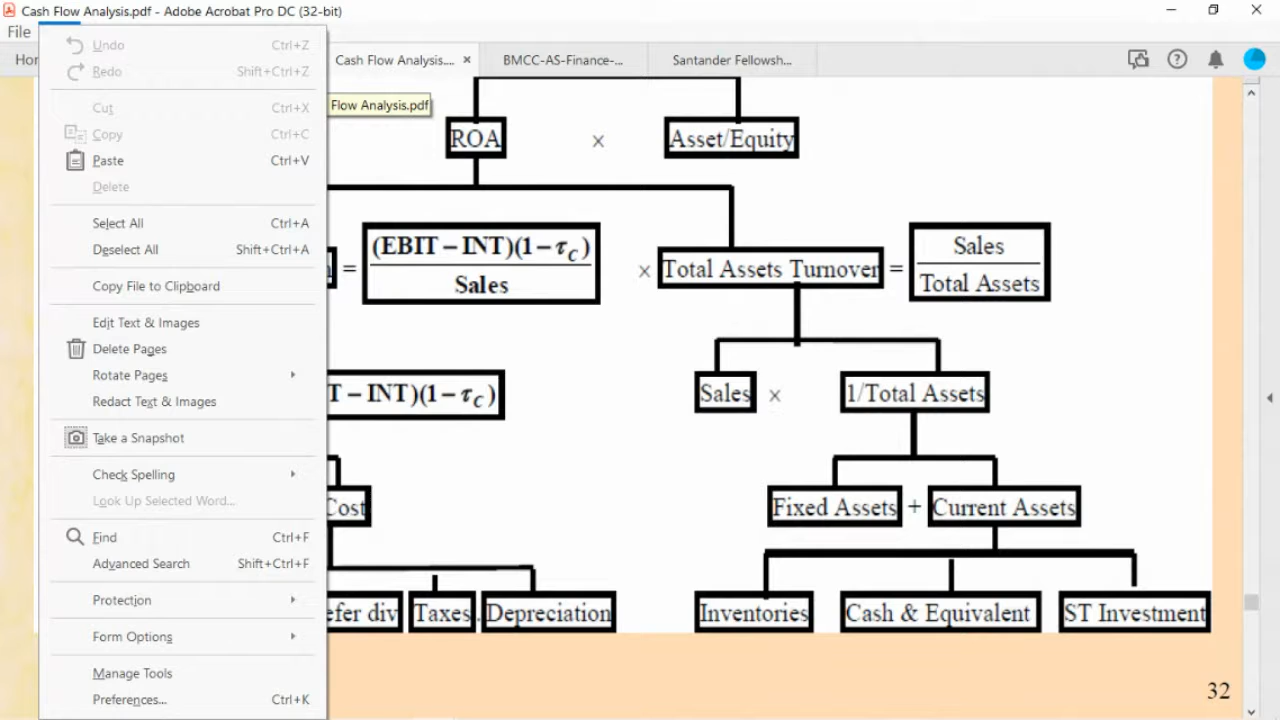 Cash Flow Analysis.pdf - Adobe Acrobat Pro DC (32-bit)
File
Cash Flow Analysis....
BMCC-AS-Finance-...
Santander Fellowsh...
Undo Ctrl+Z
Redo Shift+Ctrl+Z
Cut Ctrl+X
Copy Ctrl+C
Paste Ctrl+V
Delete
Select All Ctrl+A
Deselect All Shift+Ctrl+A
Copy File to Clipboard
Edit Text & Images
Delete Pages
Rotate Pages
Redact Text & Images
Take a Snapshot
Check Spelling
Look Up Selected Word...
Find Ctrl+F
Advanced Search Shift+Ctrl+F
Protection
Form Options
Manage Tools
Preferences... Ctrl+K
Flow Analysis.pdf
ROA × Asset/Equity
= (EBIT – INT)(1 – τC)
Sales
× Total Assets Turnover =
Sales
Total Assets
T – INT)(1 – τC)
Sales × 1/Total Assets
Cost
Fixed Assets + Current Assets
efer div Taxes Depreciation
Inventories Cash & Equivalent ST Investment
32